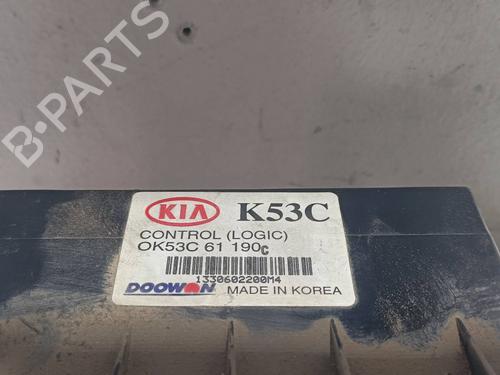 B-PARTS
KIA K53C
CONTROL (LOGIC)
OK53C 61 190C
1330602200M4
DOOWON MADE IN KOREA